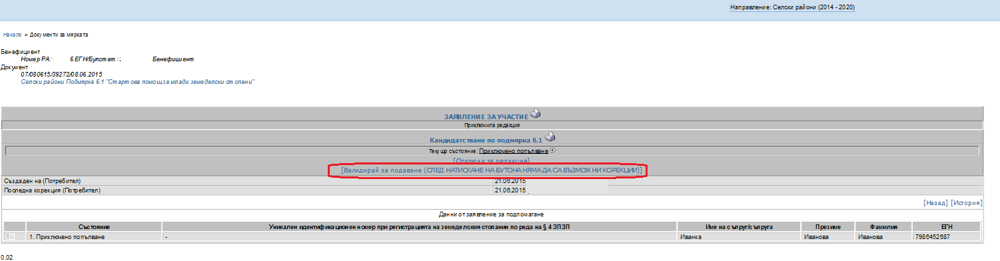 Направление: Селски райони (2014 - 2020)
Начало > Документи за мярката
Бенефициент
Номер РА: 6 ЕГН/Булстат : Бенефициент
Документ
07/080615/39272/08.06.2015
Селски райони Подмярка 6.1 "Стартова помощ за млади земеделски стопани"
ЗАЯВЛЕНИЕ ЗА УЧАСТИЕ
Приключила редакция
Кандидатстване по подмярка 6.1
Текущо състояние: Приключено попълване
[Отключи за редакция]
[Валидирай за подаване (СЛЕД НАТИСКАНЕ НА БУТОНА НЯМА ДА СА ВЪЗМОЖНИ КОРЕКЦИИ)]
Създаден на (Потребител) 21.06.2015
Последна корекция (Потребител) 21.06.2015
[Назад] [История]
Данни от заявление за подпомагане
Състояние Уникален идентификационен номер при регистрацията на земеделския стопанин по реда на § 4 ЗПЗП Име на съпруг/съпруга Презиме Фамилия ЕГН
1. Приключено попълване - Иванка Иванова Иванова 7986452687
0.02